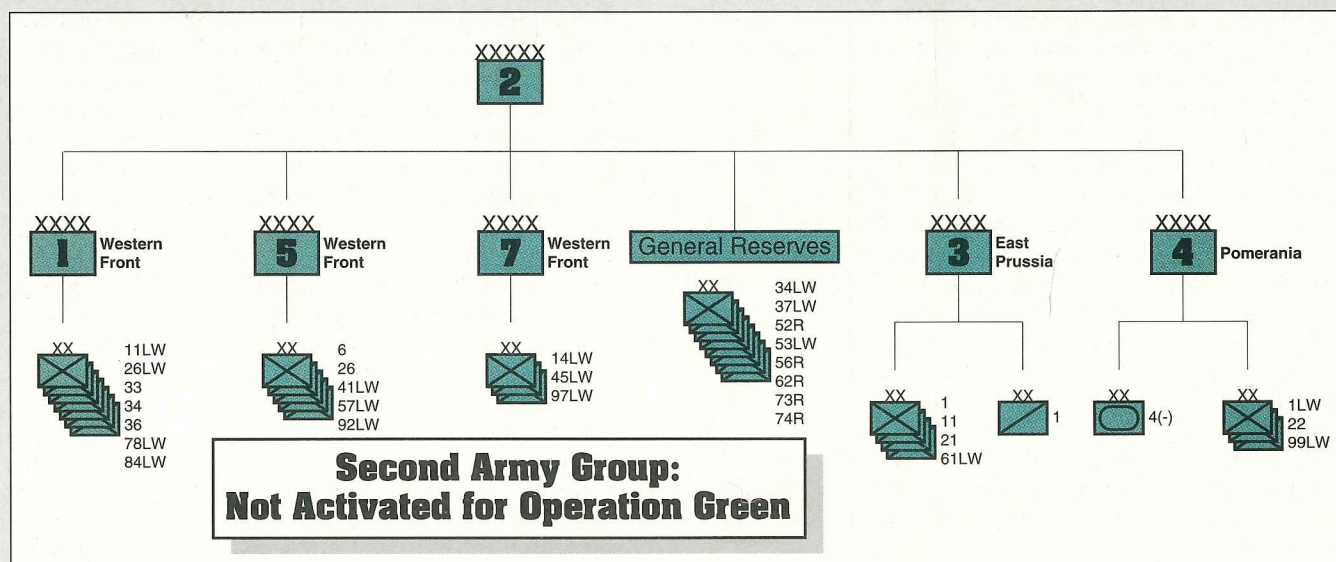 XXXXX
2
XXXX
1
Western
Front
XXXX
5
Western
Front
XXXX
7
Western
Front
General Reserves
XXXX
3
East
Prussia
XXXX
4
Pomerania
XX
11LW
26LW
33
34
36
78LW
84LW
XX
6
26
41LW
57LW
92LW
XX
14LW
45LW
97LW
XX
34LW
37LW
52R
53LW
56R
62R
73R
74R
XX
1
11
21
61LW
XX
1
XX
4(-)
XX
1LW
22
99LW
Second Army Group:
Not Activated for Operation Green